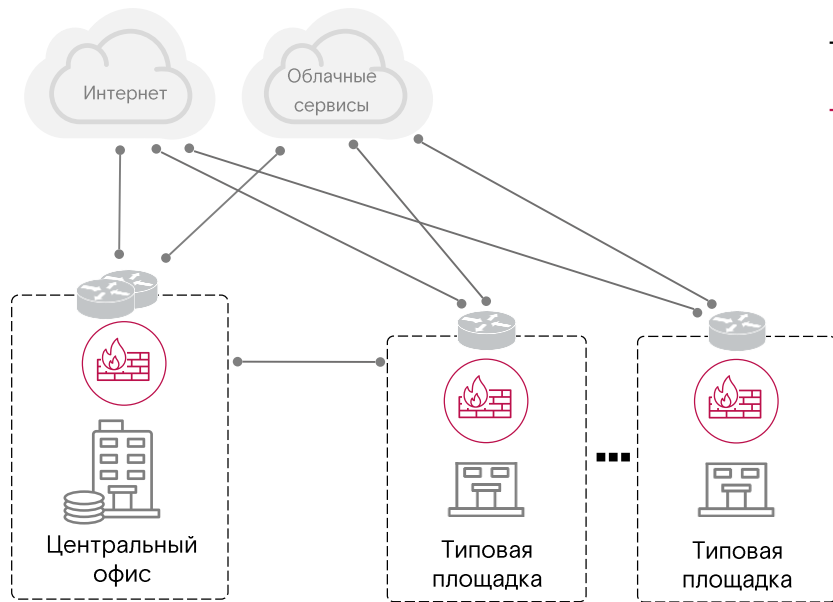 Интернет
Облачные
сервисы
Центральный
офис
Типовая
площадка
Типовая
площадка